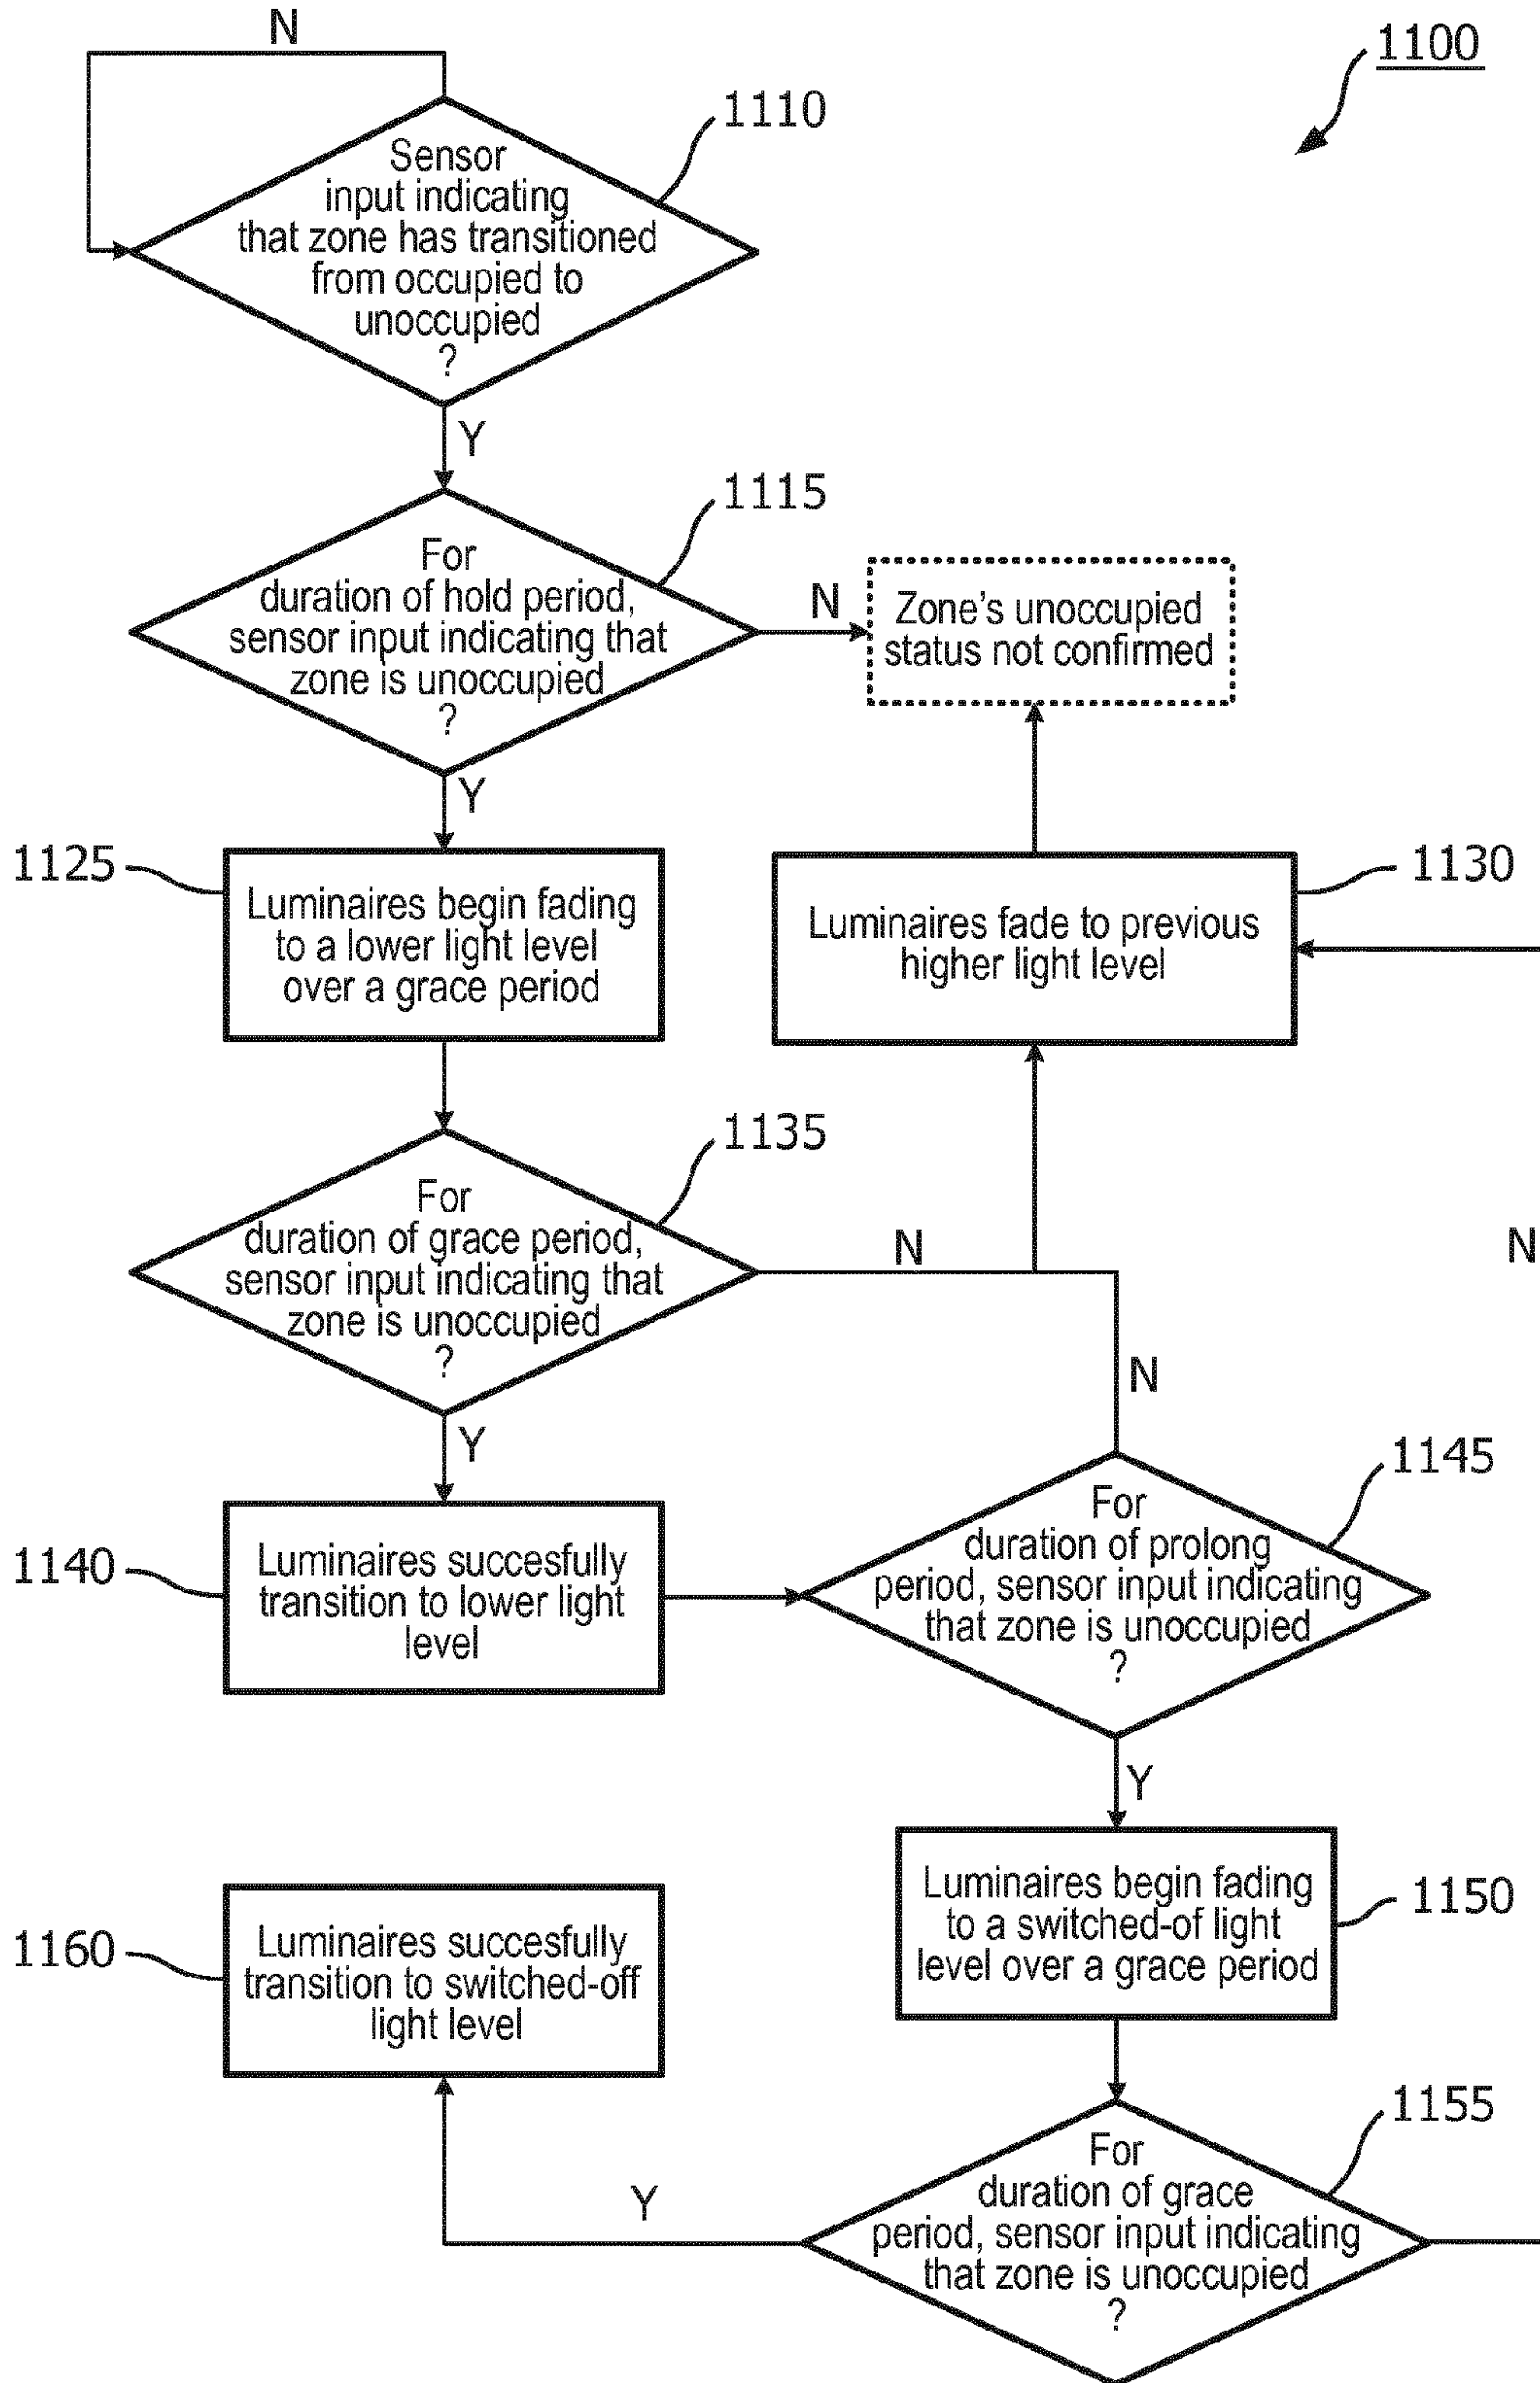 N
1100
1110
Sensor
input indicating
that zone has transitioned
from occupied to
unoccupied
?
Y
1115
For
duration of hold period,
sensor input indicating that
zone is unoccupied
?
N
Zone's unoccupied
status not confirmed
Y
1125
Luminaires begin fading
to a lower light level
over a grace period
1130
Luminaires fade to previous
higher light level
1135
For
duration of grace period,
sensor input indicating that
zone is unoccupied
?
N
N
N
Y
1140
Luminaires succesfully
transition to lower light
level
1145
For
duration of prolong
period, sensor input indicating
that zone is unoccupied
?
Y
1150
Luminaires begin fading
to a switched-of light
level over a grace period
1160
Luminaires succesfully
transition to switched-off
light level
1155
For
duration of grace
period, sensor input indicating
that zone is unoccupied
?
Y